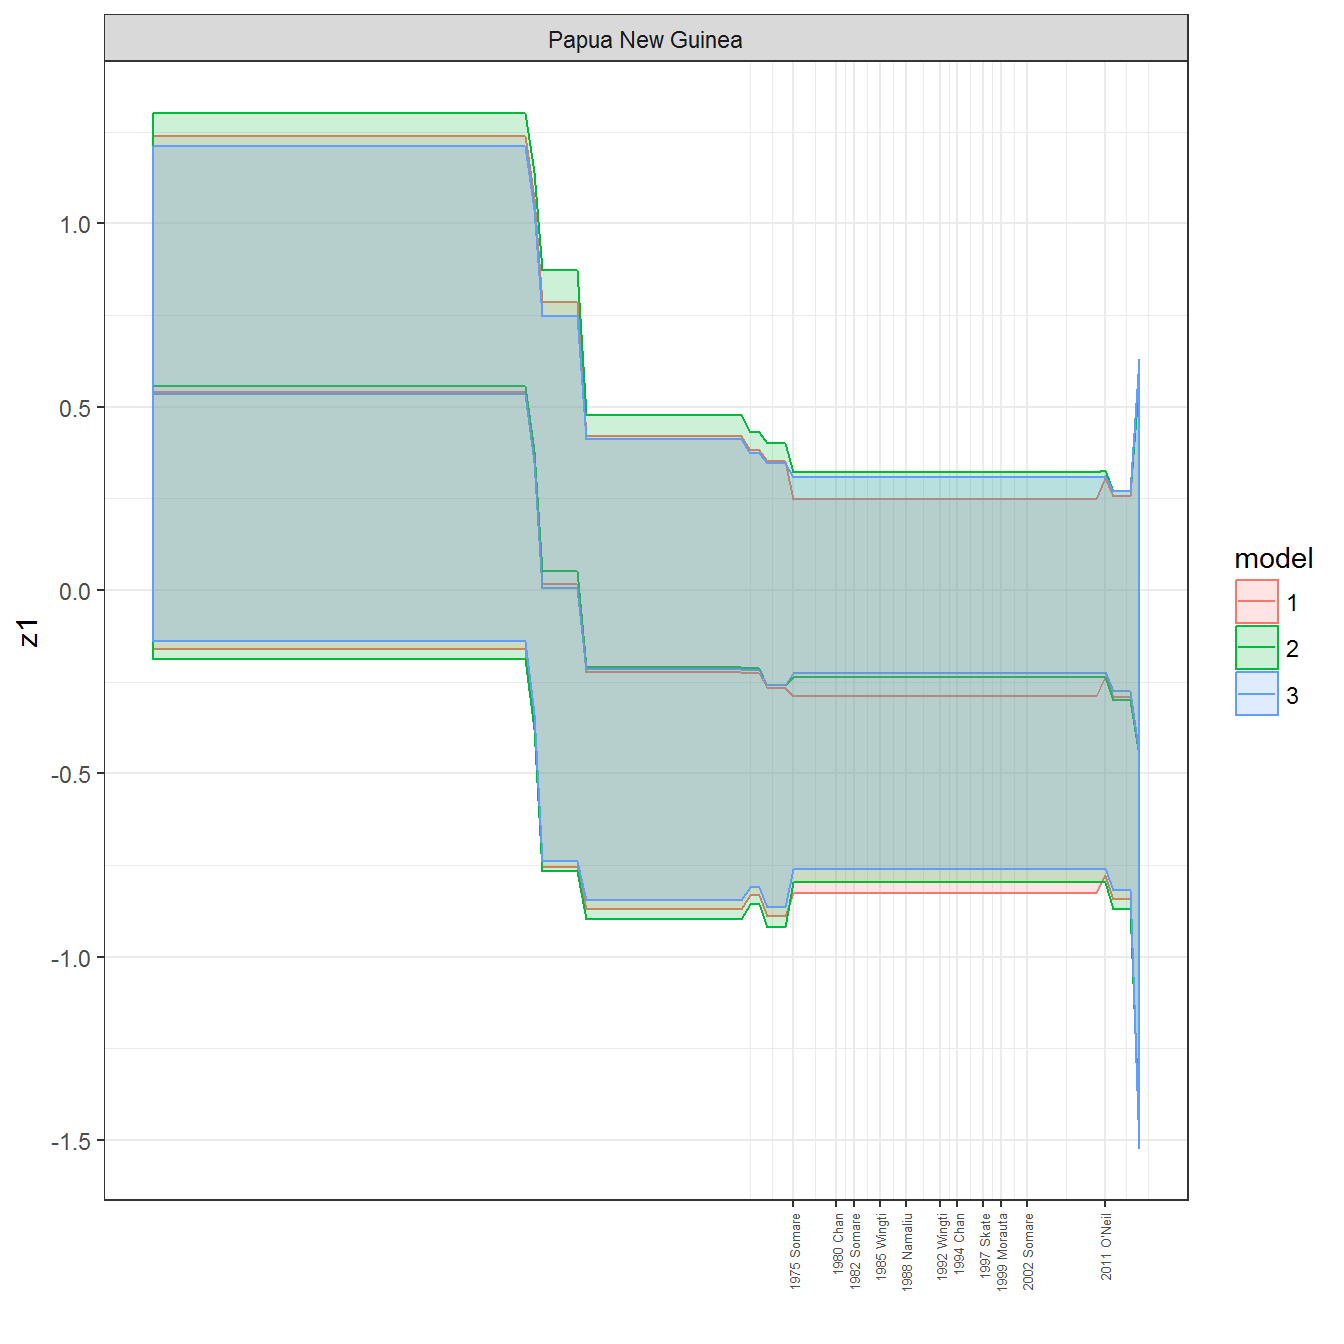 Papua New Guinea
z1
1.0
0.5
0.0
-0.5
-1.0
-1.5
1975 Somare
1980 Chan
1982 Somare
1985 Wingti
1988 Namaliu
1992 Wingti
1994 Chan
1997 Skate
1999 Morauta
2002 Somare
2011 O'Neil
model
1
2
3